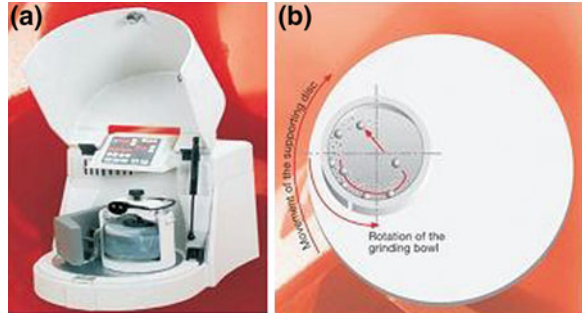 (a)
(b)
Movement of the supporting disc
Rotation of the
grinding bowl